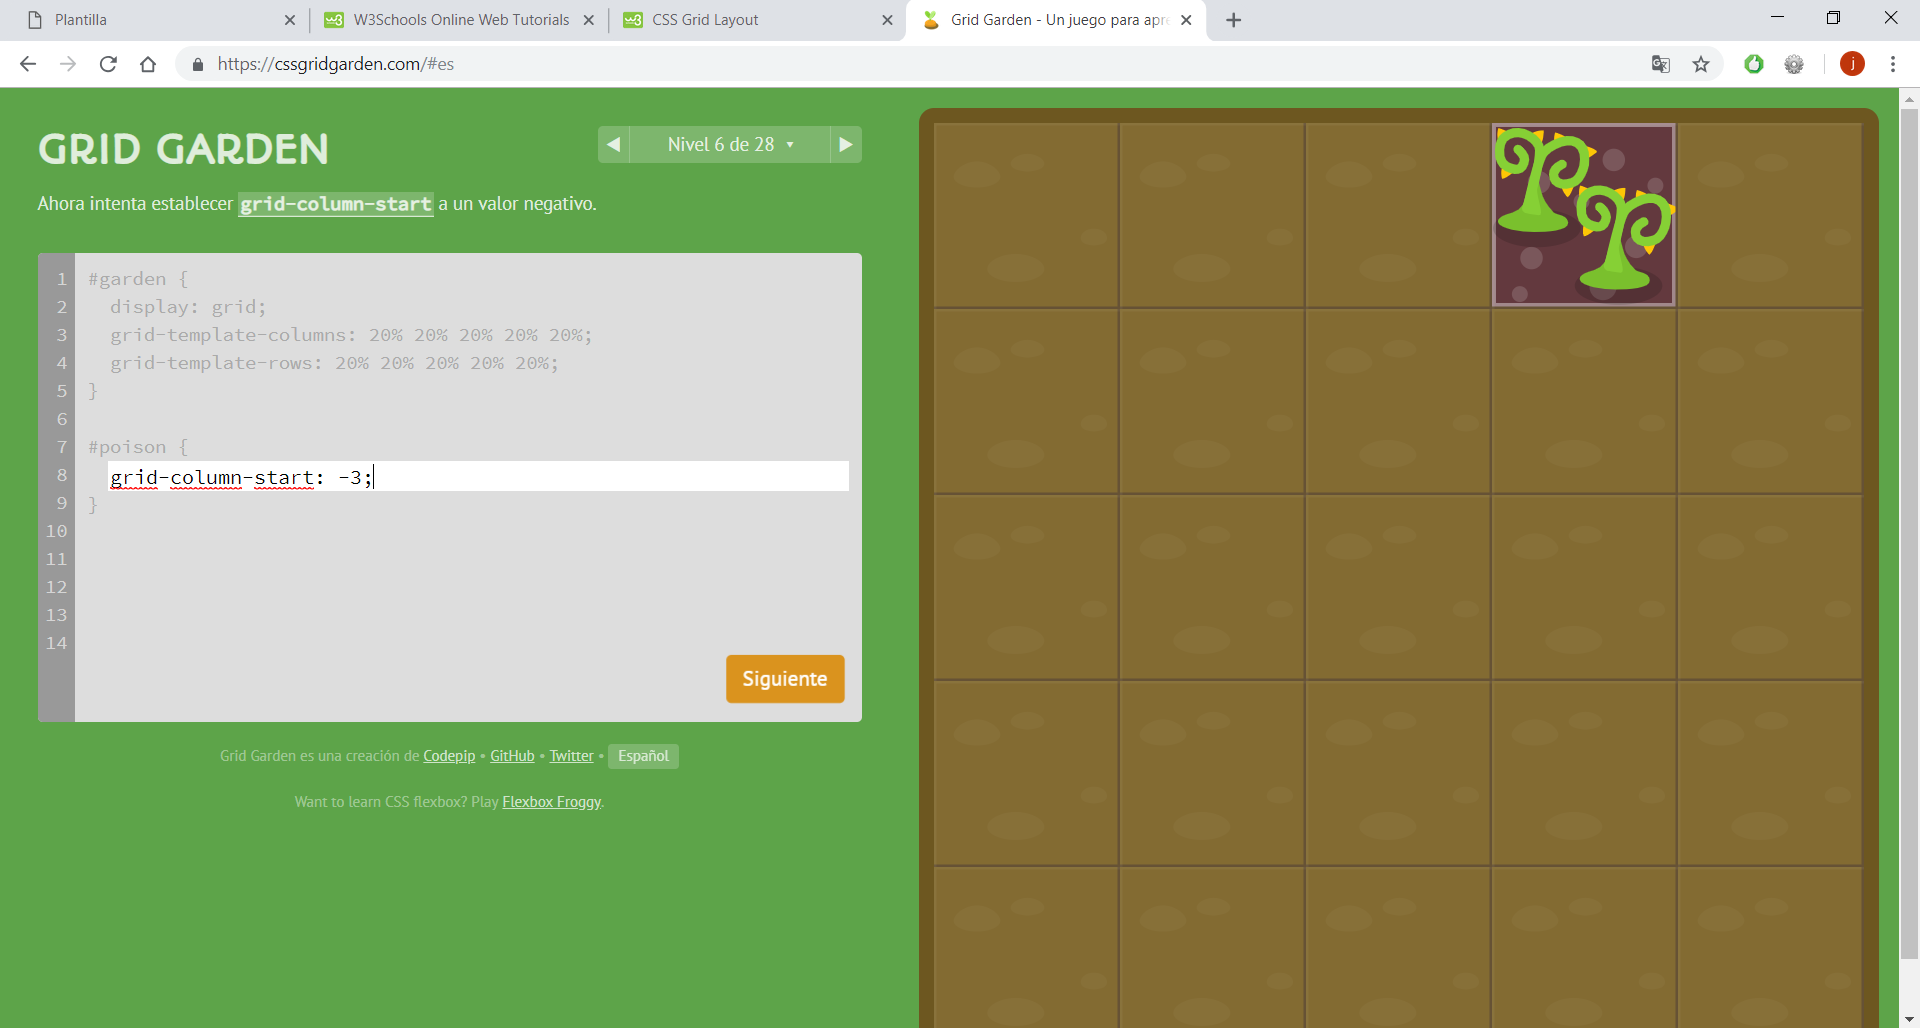 Plantilla
W3Schools Online Web Tutorials
CSS Grid Layout
Grid Garden - Un juego para apre
https://cssgridgarden.com/#es
j
GRID GARDEN
Nivel 6 de 28
Ahora intenta establecer grid-column-start a un valor negativo.
1 #garden {
2 display: grid;
3 grid-template-columns: 20% 20% 20% 20% 20%;
4 grid-template-rows: 20% 20% 20% 20% 20%;
5 }
6
7 #poison {
8 grid-column-start: -3;
9 }
10
11
12
13
14
Siguiente
Grid Garden es una creación de Codepip • GitHub • Twitter • Español
Want to learn CSS flexbox? Play Flexbox Froggy.